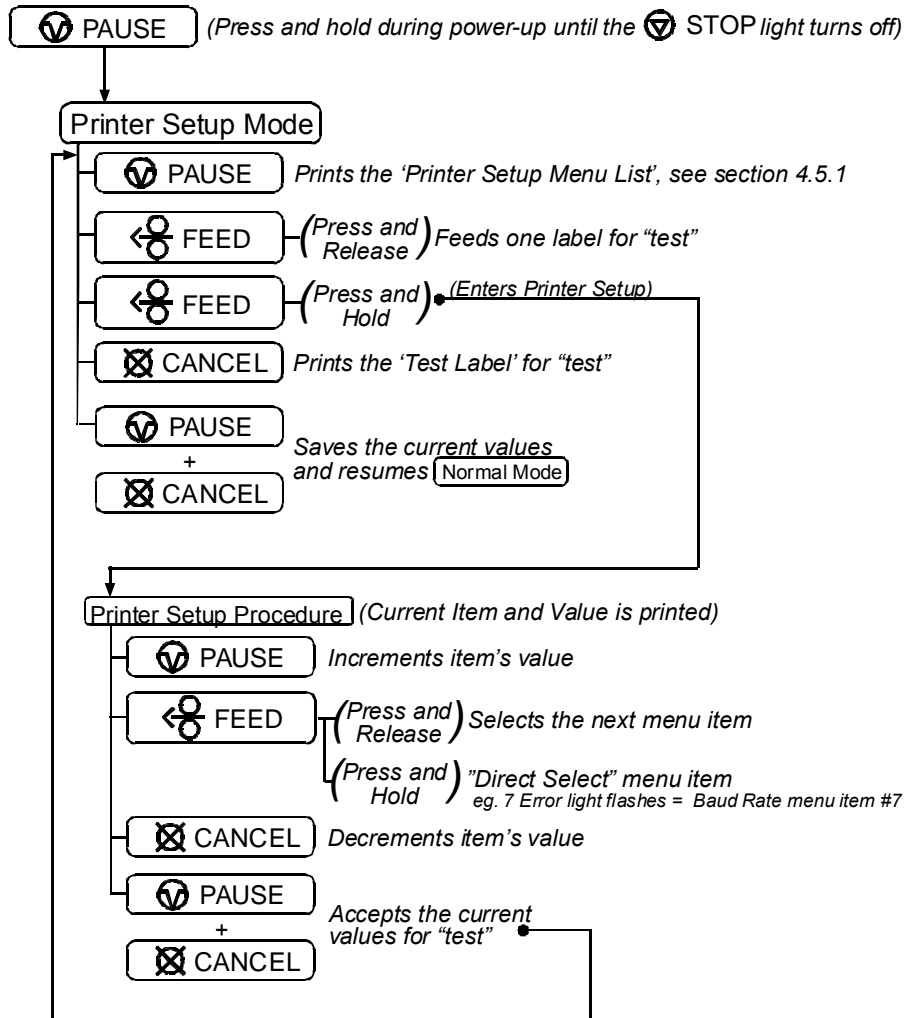 PAUSE (Press and hold during power-up until the STOP light turns off)
Printer Setup Mode
PAUSE Prints the ‘Printer Setup Menu List’, see section 4.5.1
FEED (Press and Release) Feeds one label for “test”
FEED (Press and Hold) (Enters Printer Setup)
CANCEL Prints the ‘Test Label’ for “test”
PAUSE
+
CANCEL
Saves the current values
and resumes Normal Mode
Printer Setup Procedure (Current Item and Value is printed)
PAUSE Increments item’s value
FEED (Press and Release) Selects the next menu item
(Press and Hold) ”Direct Select” menu item
eg. 7 Error light flashes = Baud Rate menu item #7
CANCEL Decrements item’s value
PAUSE
+
CANCEL
Accepts the current
values for “test”